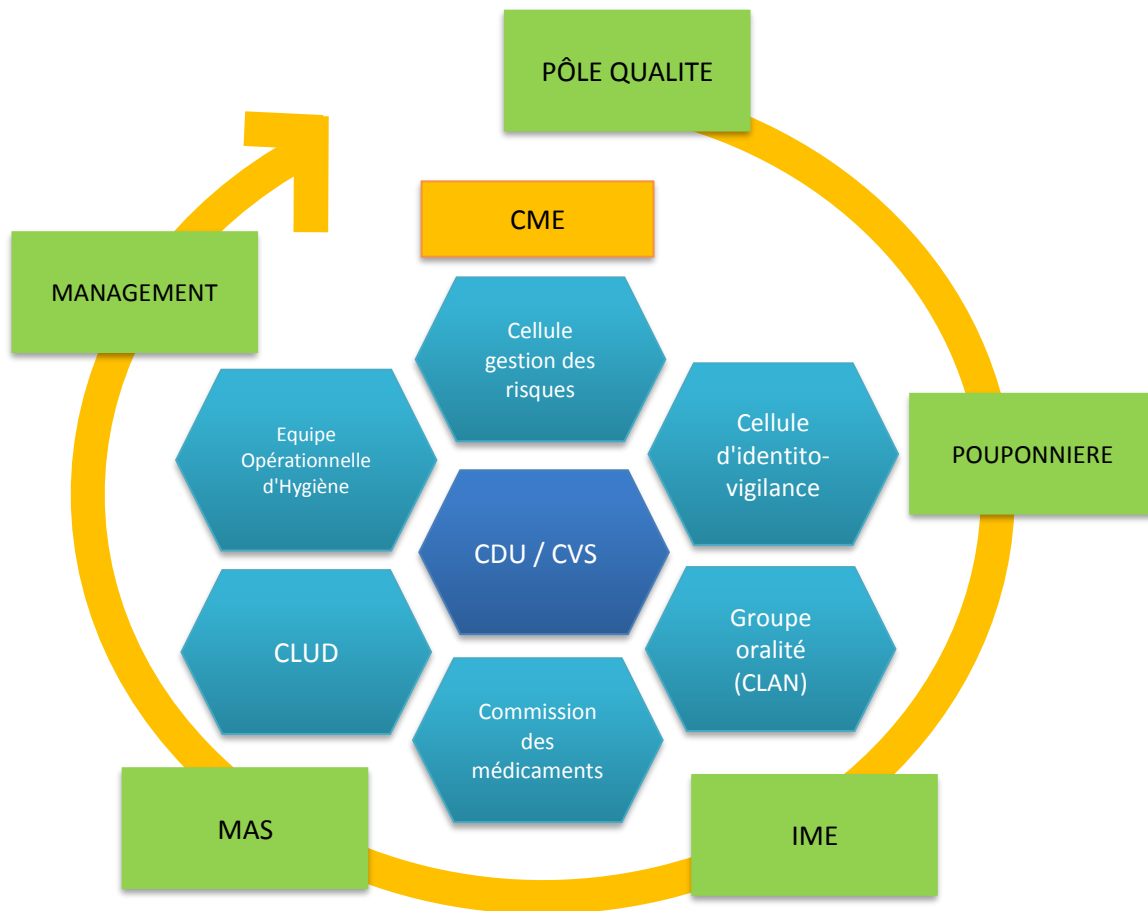 PÔLE QUALITE
CME
MANAGEMENT
Cellule
gestion des
risques
Equipe
Opérationnelle
d'Hygiène
Cellule
d'identito-
vigilance
POUPONNIERE
CDU / CVS
CLUD
Groupe
oralité
(CLAN)
Commission
des
médicaments
MAS
IME